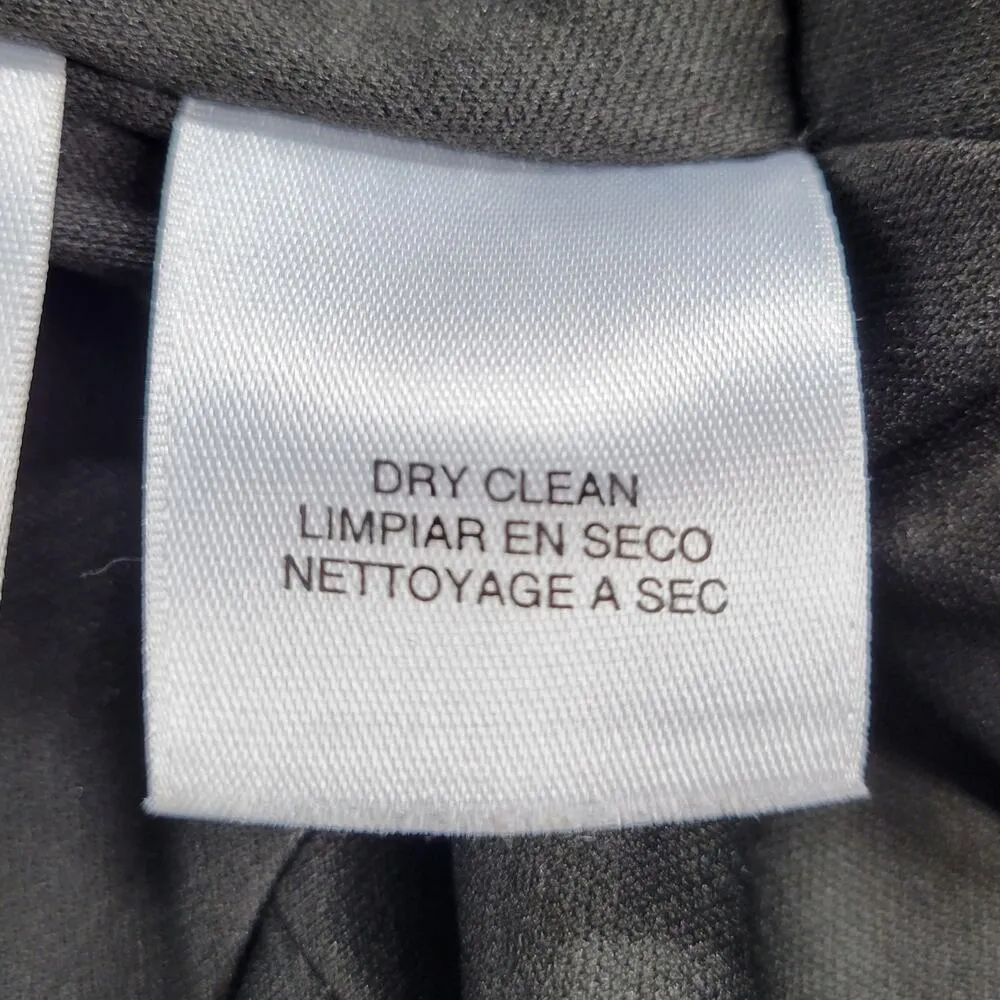 DRY CLEAN
LIMPIAR EN SECO
NETTOYAGE A SEC